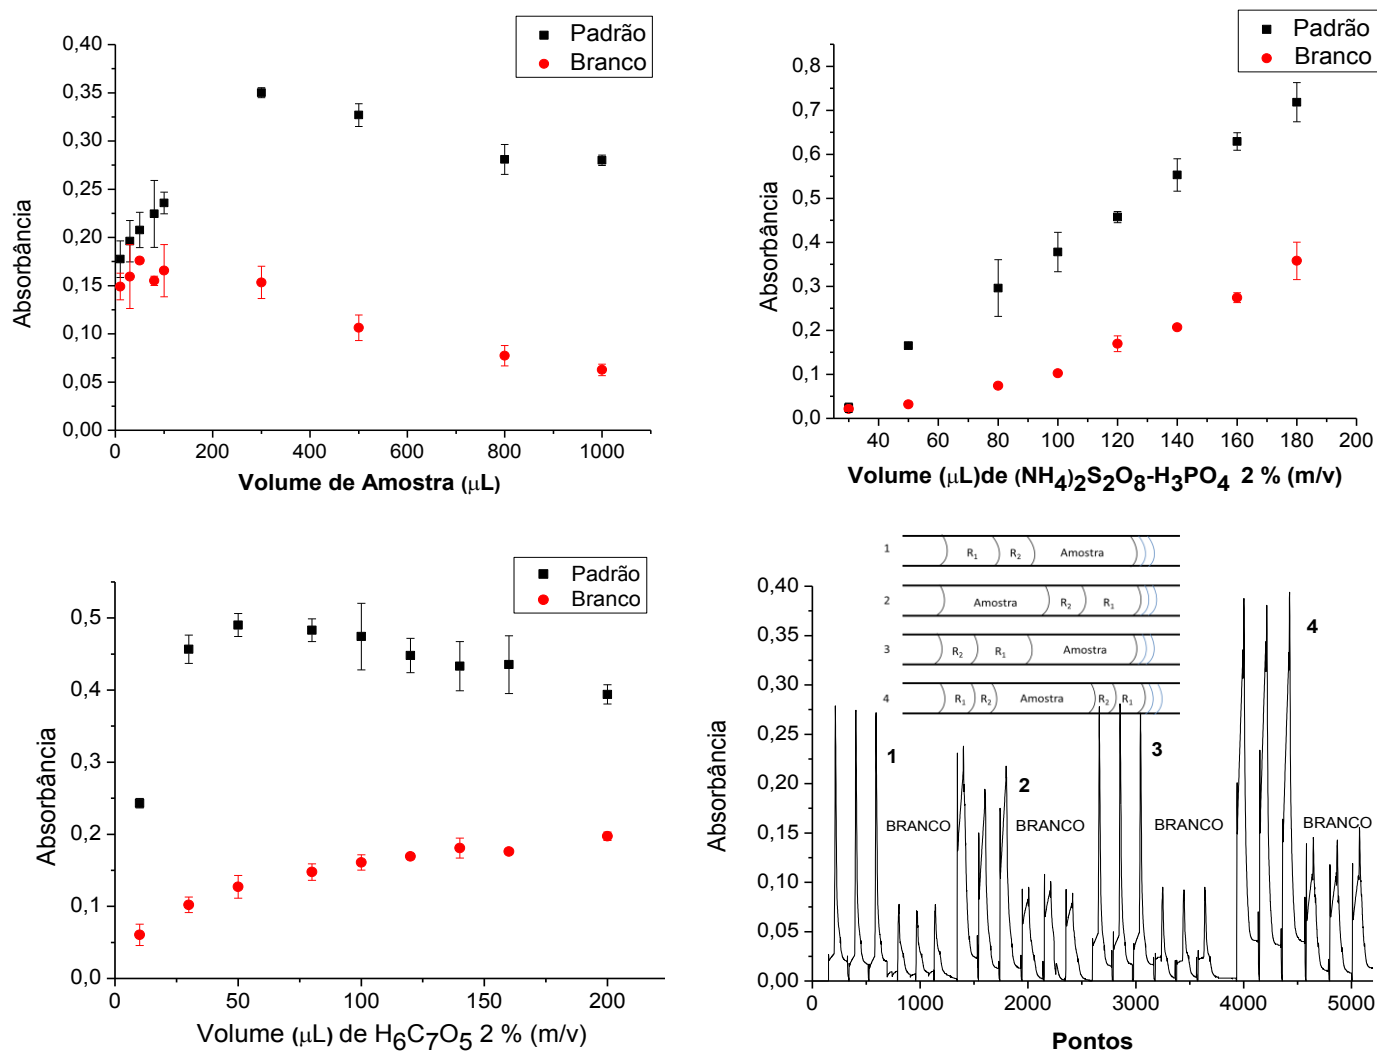 Padrão
Branco
0,40
0,35
0,30
0,25
0,20
0,15
0,10
0,05
0,00
Absorbância
0 200 400 600 800 1000
Volume de Amostra (μL)
Padrão
Branco
0,8
0,7
0,6
0,5
0,4
0,3
0,2
0,1
0,0
Absorbância
40 60 80 100 120 140 160 180 200
Volume (μL)de (NH4)2S2O8-H3PO4 2 % (m/v)
Padrão
Branco
0,5
0,4
0,3
0,2
0,1
0,0
Absorbância
0 50 100 150 200
Volume (μL) de H6C7O5 2 % (m/v)
1 R1 R2 Amostra
2 Amostra R2 R1
3 R2 R1 Amostra
4 R1 R2 Amostra R2 R1
0,40
0,35
0,30
0,25
0,20
0,15
0,10
0,05
0,00
Absorbância
1
2
3
4
BRANCO
BRANCO
BRANCO
BRANCO
0 1000 2000 3000 4000 5000
Pontos